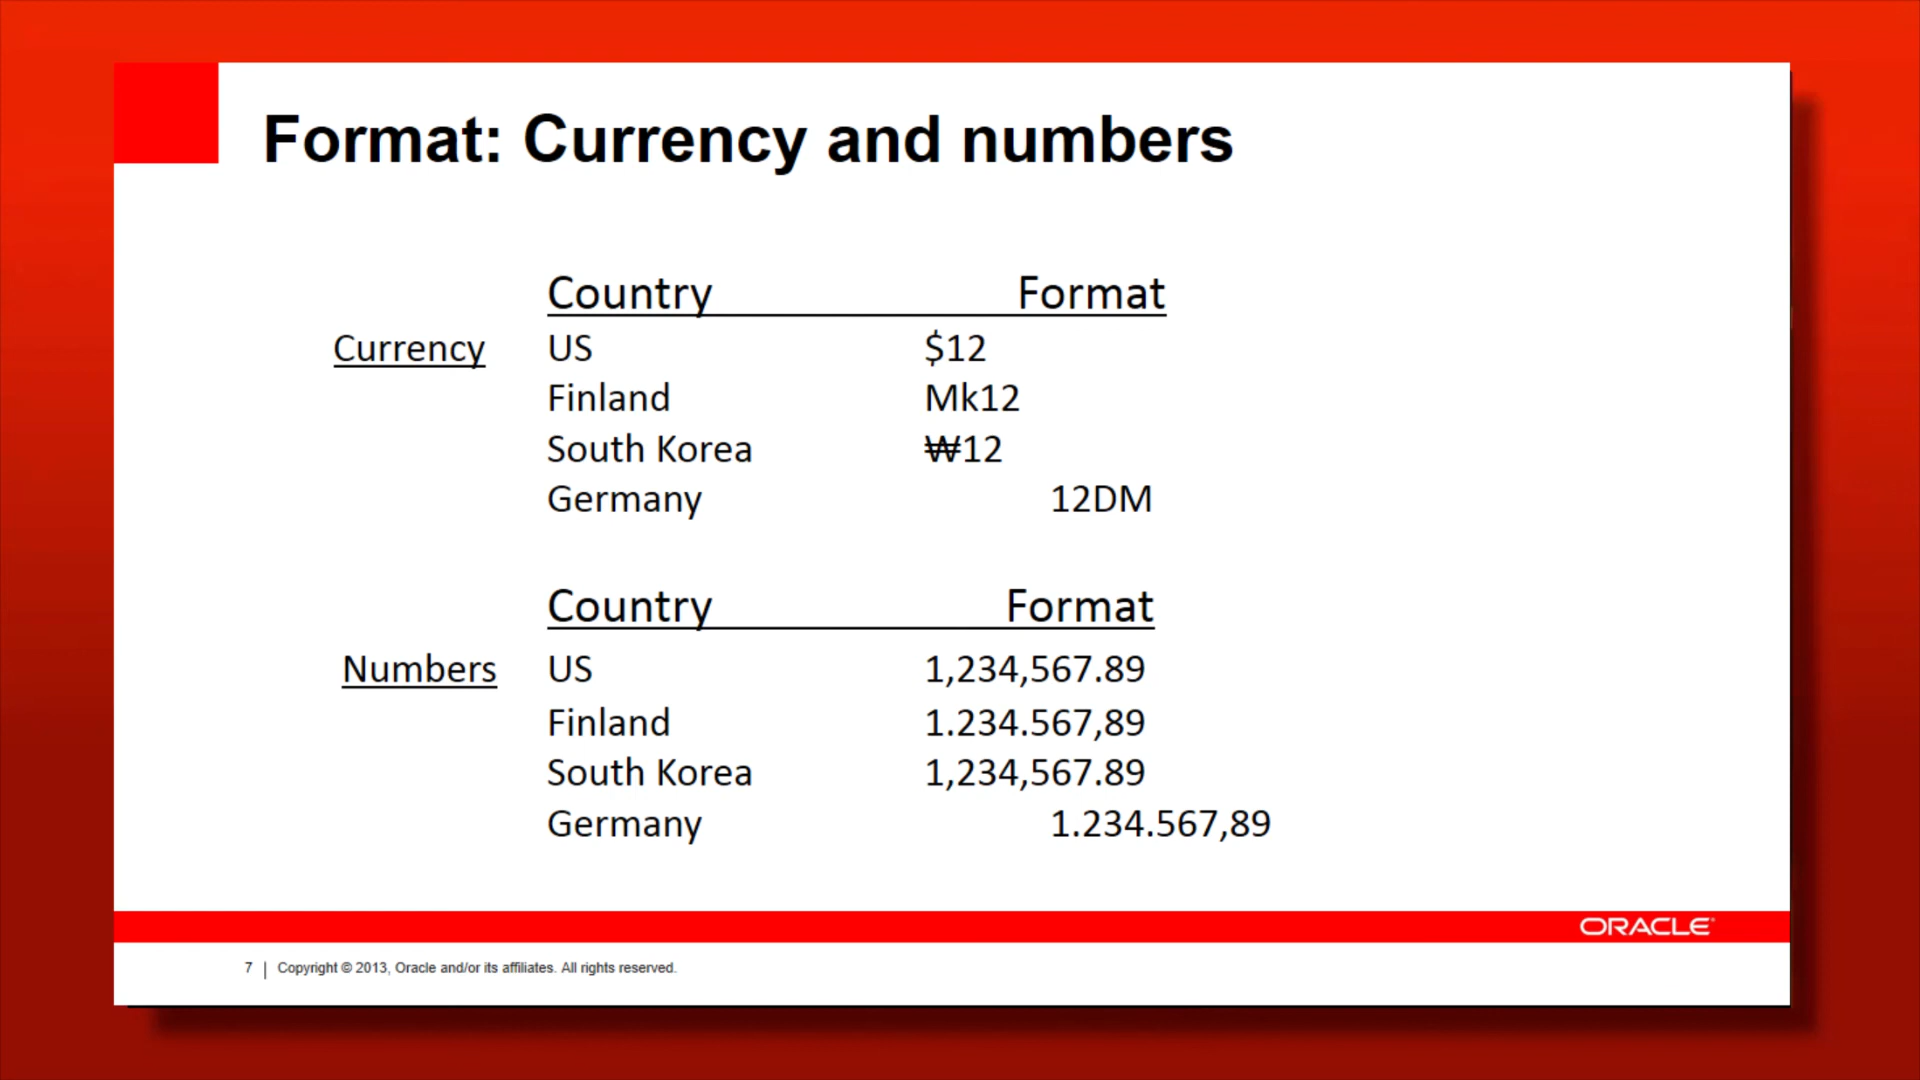 Format: Currency and numbers
Country Format
Currency US $12
Finland Mk12
South Korea ₩12
Germany 12DM
Country Format
Numbers US 1,234,567.89
Finland 1.234.567,89
South Korea 1,234,567.89
Germany 1.234.567,89
ORACLE
7 | Copyright © 2013, Oracle and/or its affiliates. All rights reserved.